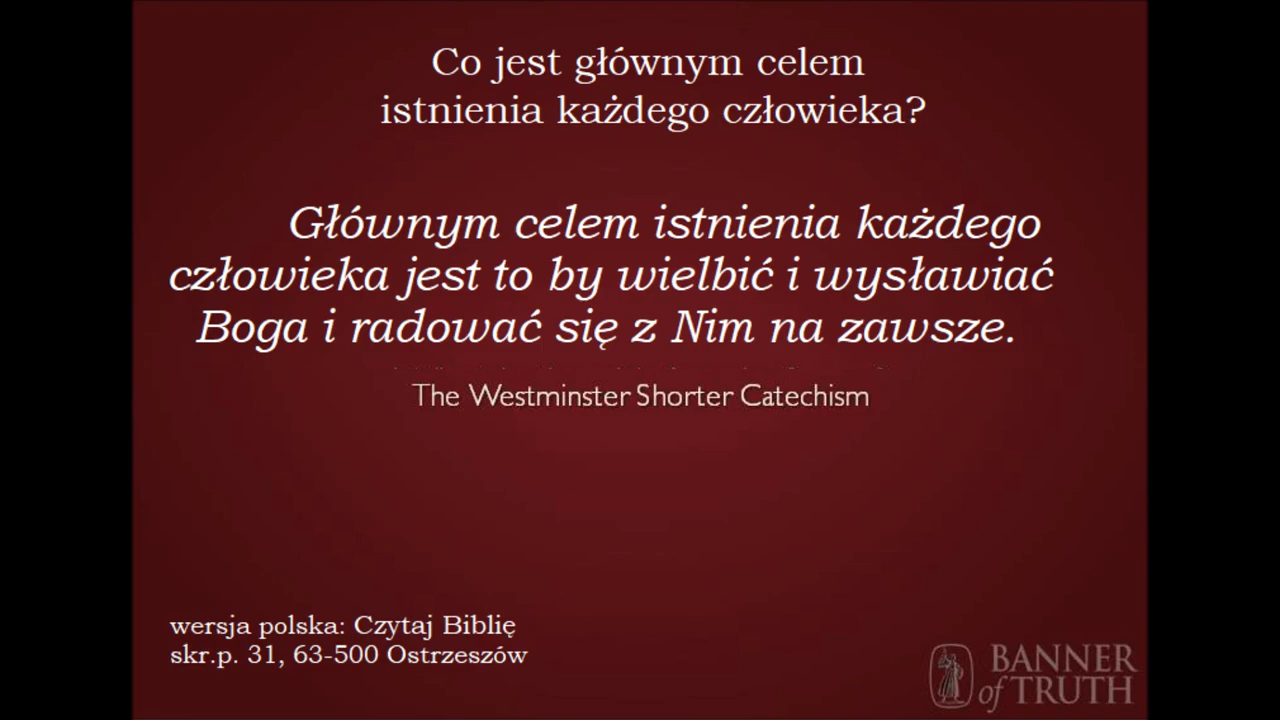 Co jest głównym celem
istnienia każdego człowieka?
Głównym celem istnienia każdego
człowieka jest to by wielbić i wysławiać
Boga i radować się z Nim na zawsze.
The Westminster Shorter Catechism
wersja polska: Czytaj Biblię
skr.p. 31, 63-500 Ostrzeszów
BANNER
of TRUTH